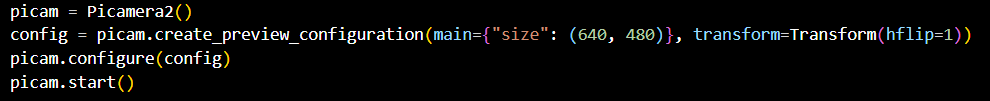 picam = Picamera2()
config = picam.create_preview_configuration(main={"size": (640, 480)}, transform=Transform(hflip=1))
picam.configure(config)
picam.start()